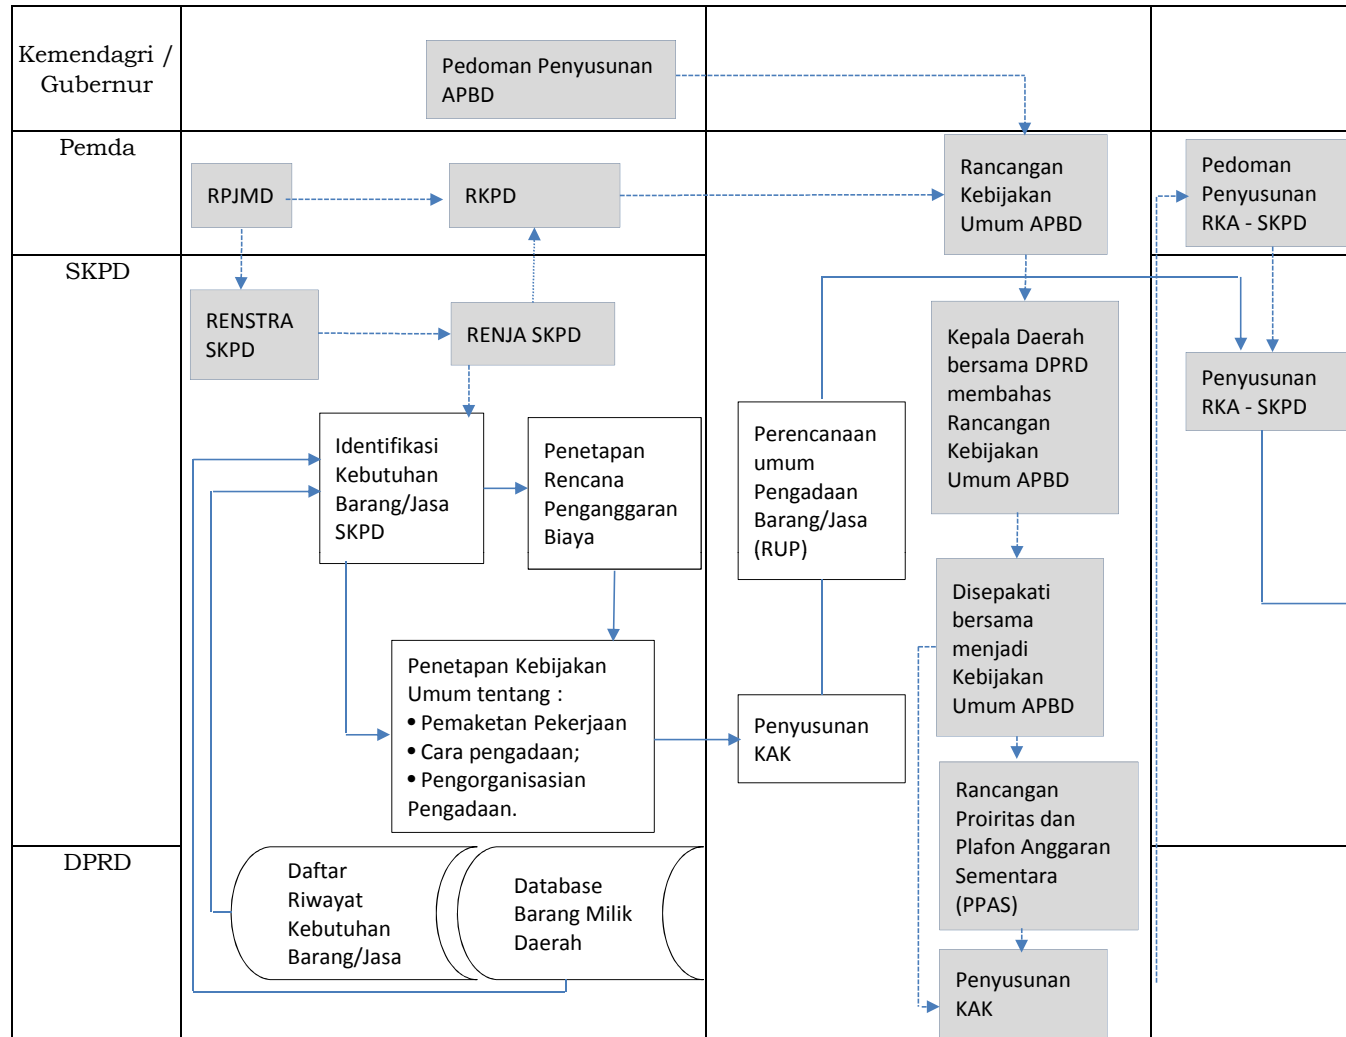 Kemendagri /
Gubernur
Pedoman Penyusunan
APBD
Pemda
RPJMD
RKPD
Rancangan
Kebijakan
Umum APBD
Pedoman
Penyusunan
RKA - SKPD
SKPD
RENSTRA
SKPD
RENJA SKPD
Kepala Daerah
bersama DPRD
membahas
Rancangan
Kebijakan
Umum APBD
Penyusunan
RKA - SKPD
Identifikasi
Kebutuhan
Barang/Jasa
SKPD
Penetapan
Rencana
Penganggaran
Biaya
Perencanaan
umum
Pengadaan
Barang/Jasa
(RUP)
Disepakati
bersama
menjadi
Kebijakan
Umum APBD
Penetapan Kebijakan
Umum tentang :
• Pemaketan Pekerjaan
• Cara pengadaan;
• Pengorganisasian
Pengadaan.
Penyusunan
KAK
Rancangan
Proiritas dan
Plafon Anggaran
Sementara
(PPAS)
DPRD
Daftar
Riwayat
Kebutuhan
Barang/Jasa
Database
Barang Milik
Daerah
Penyusunan
KAK